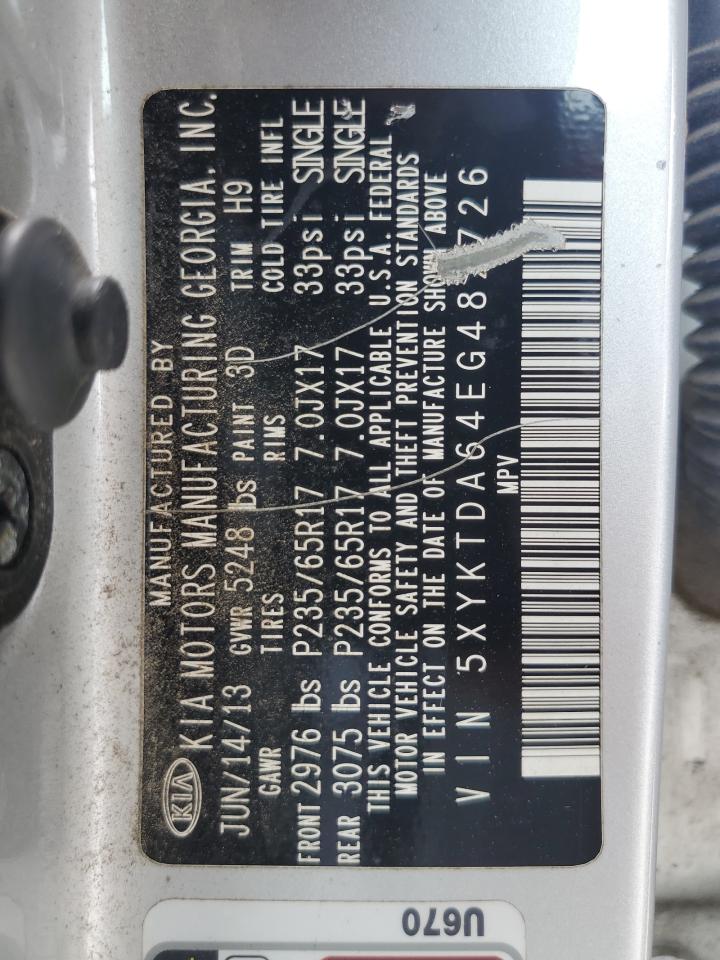 MANUFACTURED BY
KIA KIA MOTORS MANUFACTURING GEORGIA, INC.
JUN/14/13 GVWR 5248 lbs PAINT 3D TRIM H9
GAWR TIRES RIMS COLD TIRE INFL
FRONT 2976 lbs P235/65R17 7.0JX17 33psi SINGLE
REAR 3075 lbs P235/65R17 7.0JX17 33psi SINGLE
THIS VEHICLE CONFORMS TO ALL APPLICABLE U.S.A. FEDERAL
MOTOR VEHICLE SAFETY AND THEFT PREVENTION STANDARDS
IN EFFECT ON THE DATE OF MANUFACTURE SHOWN ABOVE
VIN
MPV
U670